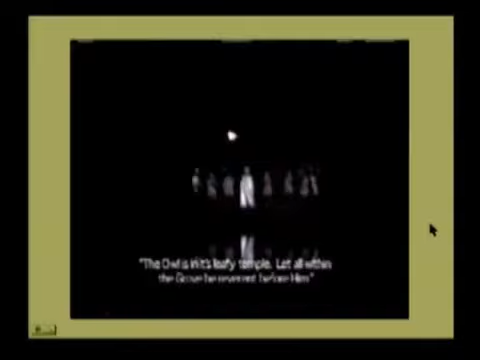 "The Owl is in it's leafy temple. Let all within
the Grove be reverent before Him"